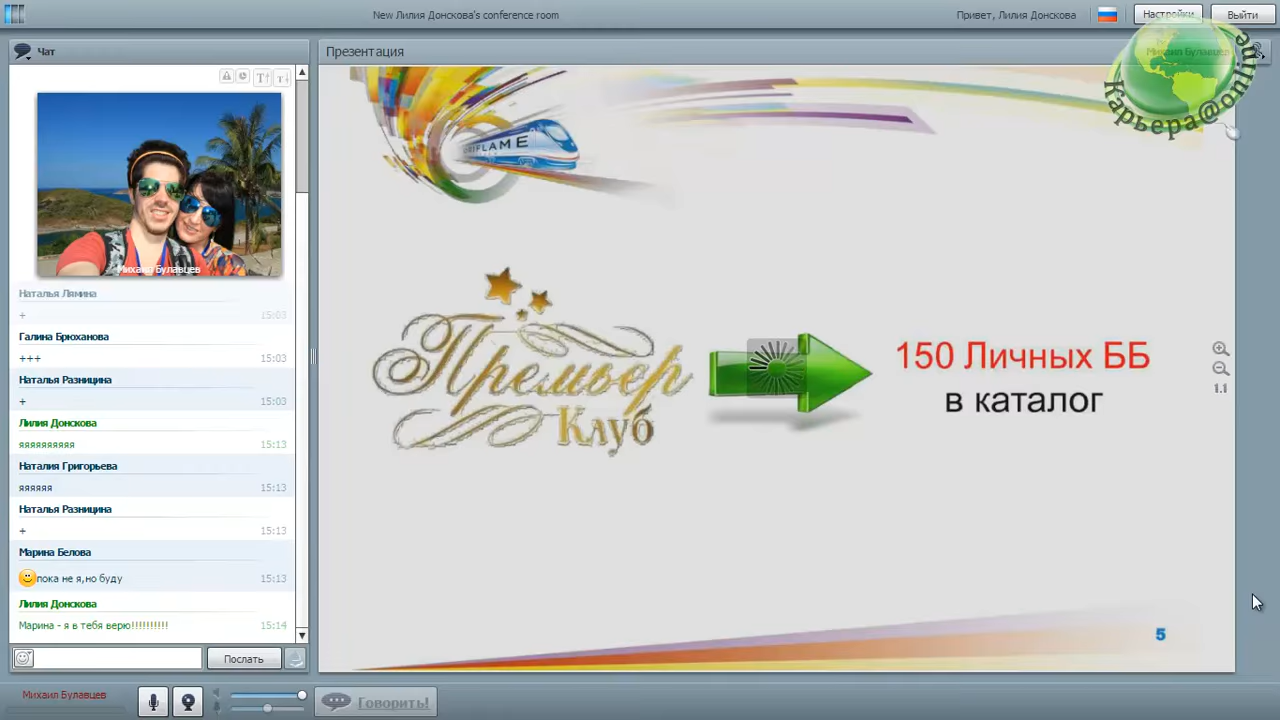 New Лилия Донскова's conference room
Привет, Лилия Донскова
Настройки
Выйти
Чат
Презентация
Михаил Булавцев
Карьера@online
Михаил Булавцев
Наталья Лямина
+
15:03
Галина Брюханова
+++
15:03
Наталья Разницина
+
15:03
Лилия Донскова
яяяяяяяяяя
15:13
Наталия Григорьева
яяяяяя
15:13
Наталья Разницина
+
15:13
Марина Белова
пока не я,но буду
15:13
Лилия Донскова
Марина - я в тебя верю!!!!!!!!!!
15:14
Послать
Михаил Булавцев
Говорить!
ORIFLAME
Премьер
Клуб
150 Личных ББ
в каталог
1.1
5